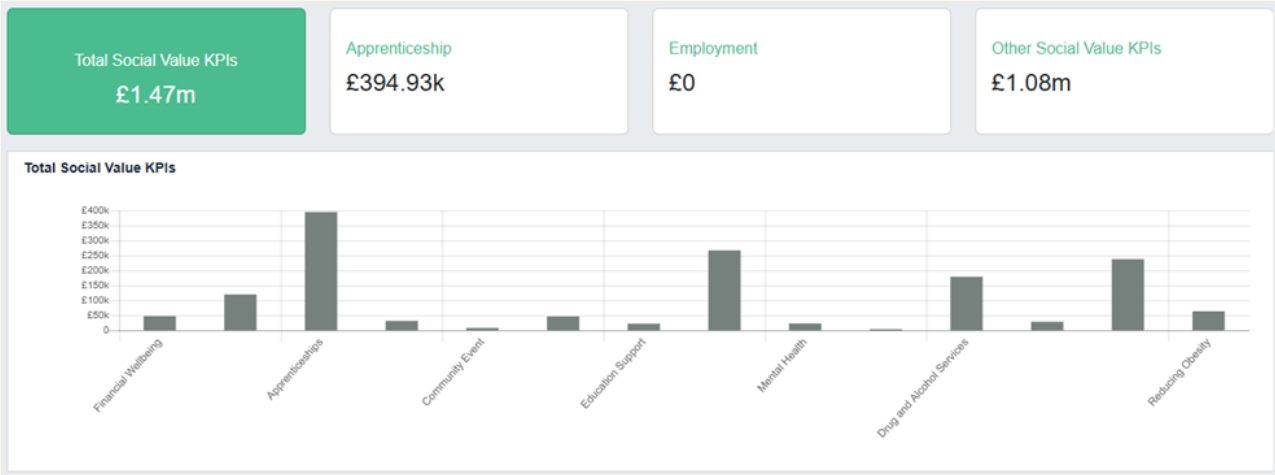 Total Social Value KPIs
£1.47m
Apprenticeship
£394.93k
Employment
£0
Other Social Value KPIs
£1.08m
Total Social Value KPIs
£400k
£350k
£300k
£250k
£200k
£150k
£100k
£50k
0
Financial Wellbeing
Apprenticeships
Community Event
Education Support
Mental Health
Drug and Alcohol Services
Reducing Obesity